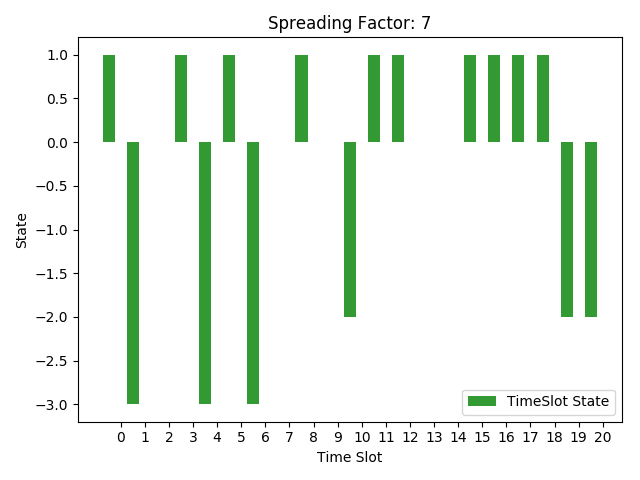 Spreading Factor: 7
1.0
0.5
0.0
−0.5
−1.0
−1.5
−2.0
−2.5
−3.0
State
0 1 2 3 4 5 6 7 8 9 10 11 12 13 14 15 16 17 18 19 20
Time Slot
TimeSlot State